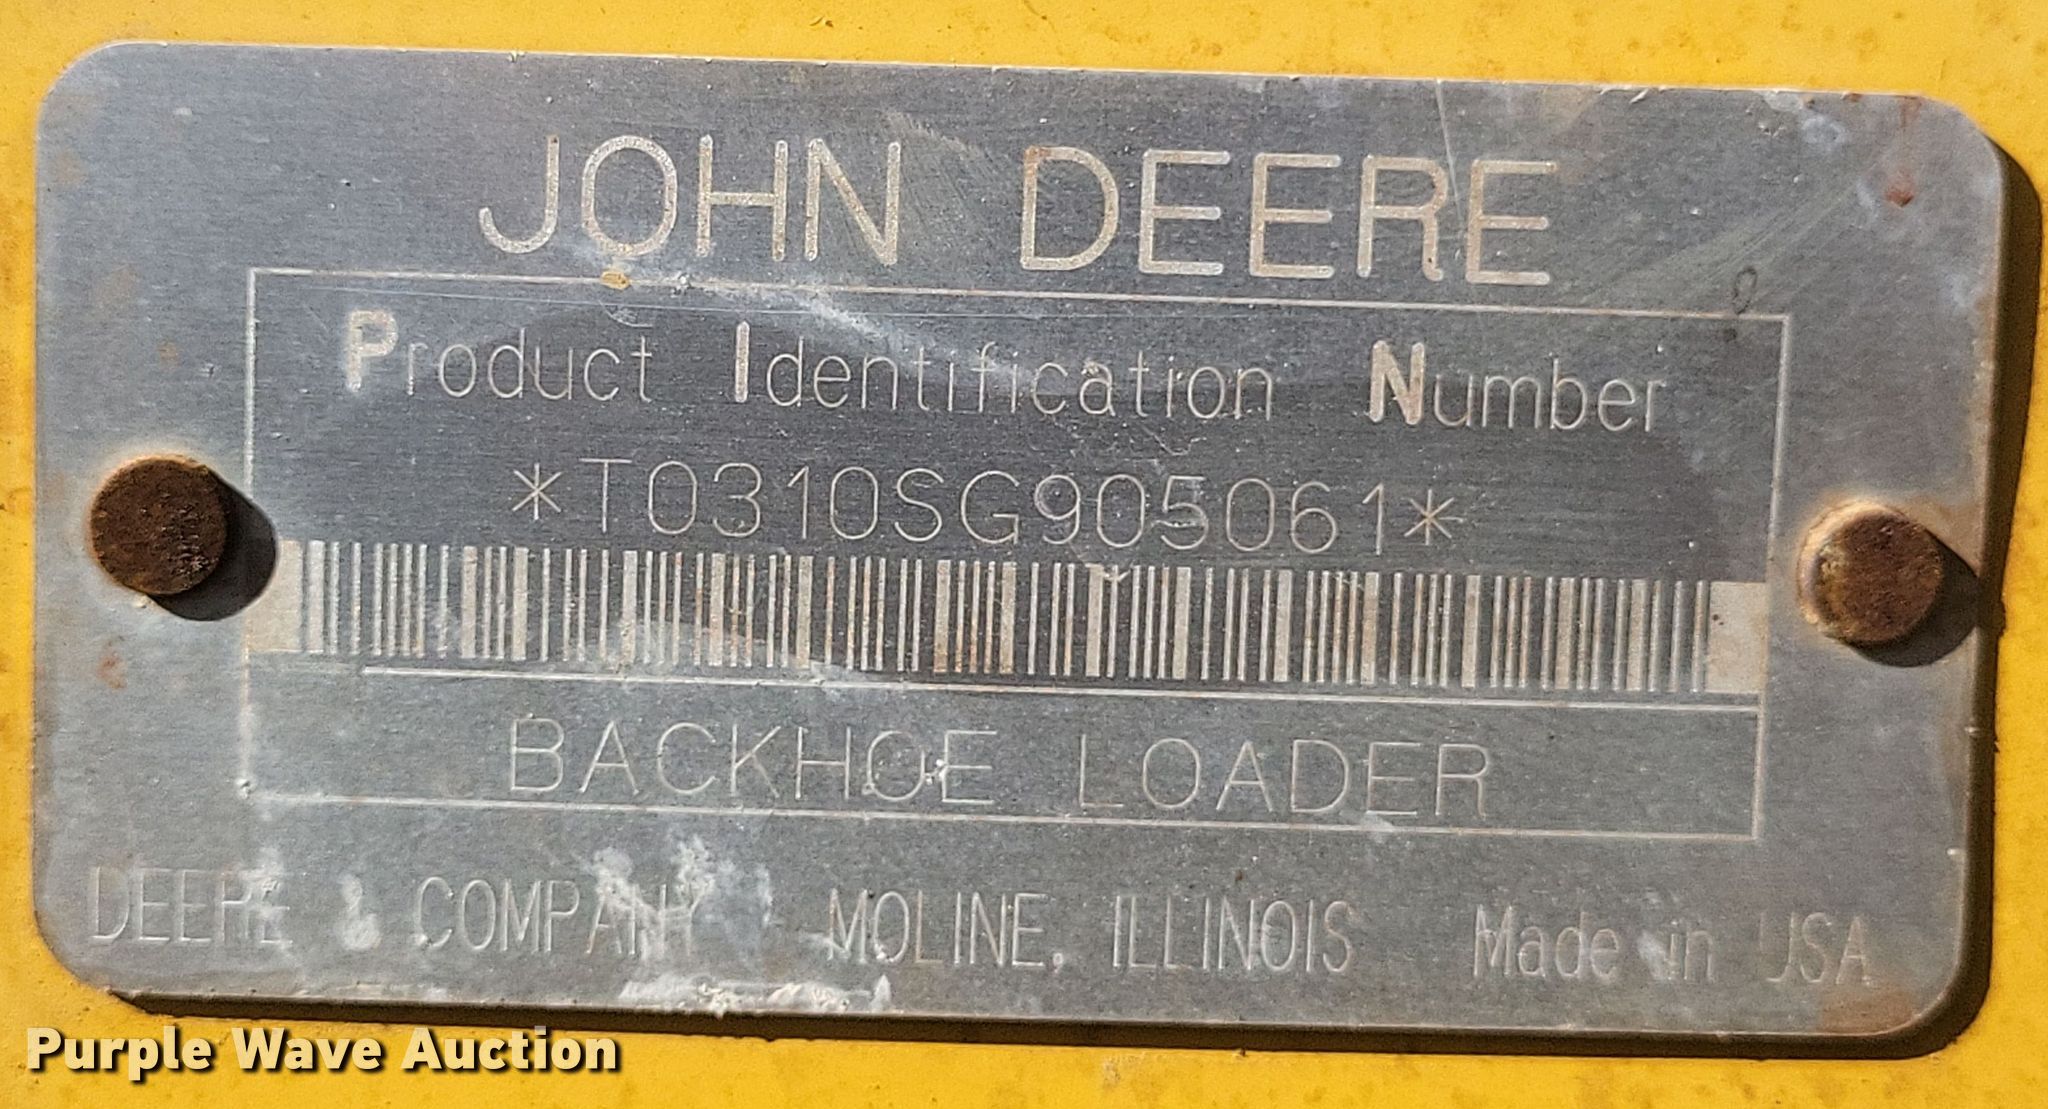 JOHN DEERE
Product Identification Number
*T0310SG905061*
BACKHOE LOADER
DEERE & COMPANY MOLINE, ILLINOIS Made in USA
Purple Wave Auction